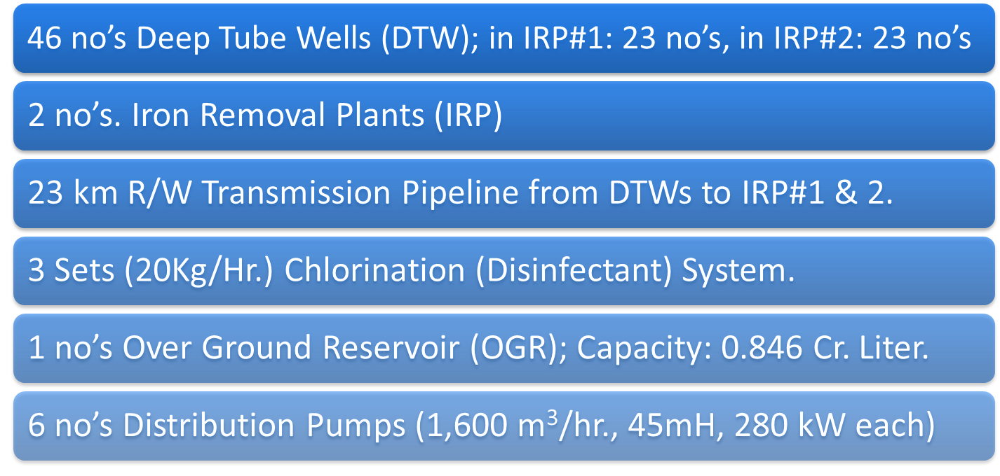 46 no’s Deep Tube Wells (DTW); in IRP#1: 23 no’s, in IRP#2: 23 no’s
2 no’s. Iron Removal Plants (IRP)
23 km R/W Transmission Pipeline from DTWs to IRP#1 & 2.
3 Sets (20Kg/Hr.) Chlorination (Disinfectant) System.
1 no’s Over Ground Reservoir (OGR); Capacity: 0.846 Cr. Liter.
6 no’s Distribution Pumps (1,600 m³/hr., 45mH, 280 kW each)